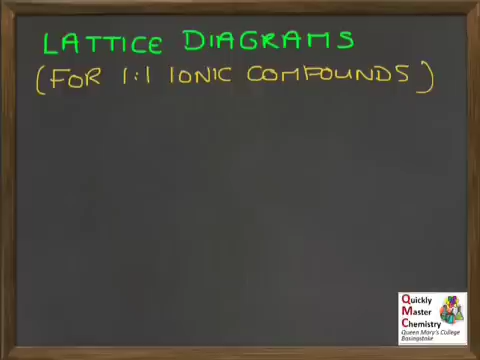 LATTICE DIAGRAMS
(FOR 1:1 IONIC COMPOUNDS)
Quickly
Master
Chemistry
Queen Mary's College
Basingstoke